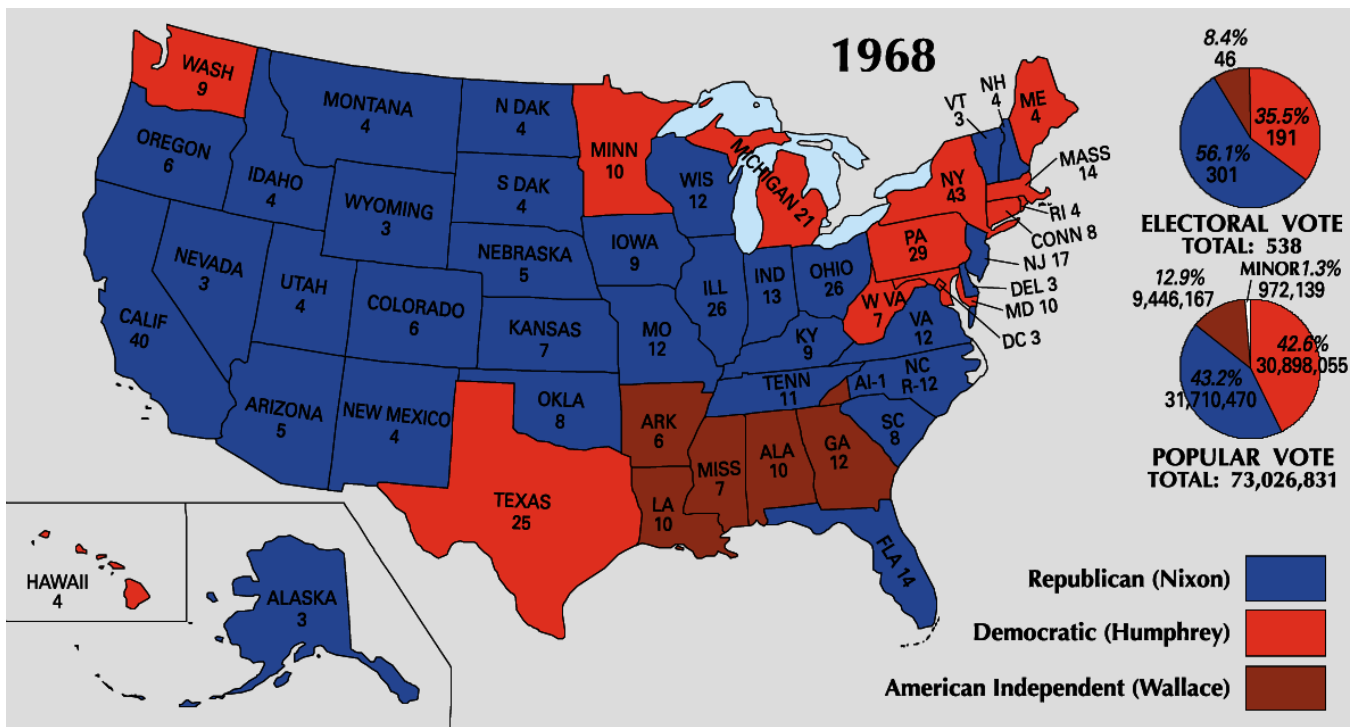 1968
WASH
9
OREGON
6
CALIF
40
NEVADA
3
IDAHO
4
MONTANA
4
WYOMING
3
UTAH
4
ARIZONA
5
COLORADO
6
NEW MEXICO
4
N DAK
4
S DAK
4
NEBRASKA
5
KANSAS
7
OKLA
8
TEXAS
25
MINN
10
IOWA
9
MO
12
ARK
6
LA
10
WIS
12
ILL
26
MICHIGAN 21
IND
13
OHIO
26
KY
9
TENN
11
MISS
7
ALA
10
GA
12
FLA 14
SC
8
NC
AI-1 R-12
VA
12
W VA
7
PA
29
NY
43
VT
3
NH
4
ME
4
MASS
14
RI 4
CONN 8
NJ 17
DEL 3
MD 10
DC 3
HAWAII
4
ALASKA
3
8.4%
46
35.5%
191
56.1%
301
ELECTORAL VOTE
TOTAL: 538
12.9%
9,446,167
MINOR 1.3%
972,139
42.6%
30,898,055
43.2%
31,710,470
POPULAR VOTE
TOTAL: 73,026,831
Republican (Nixon)
Democratic (Humphrey)
American Independent (Wallace)